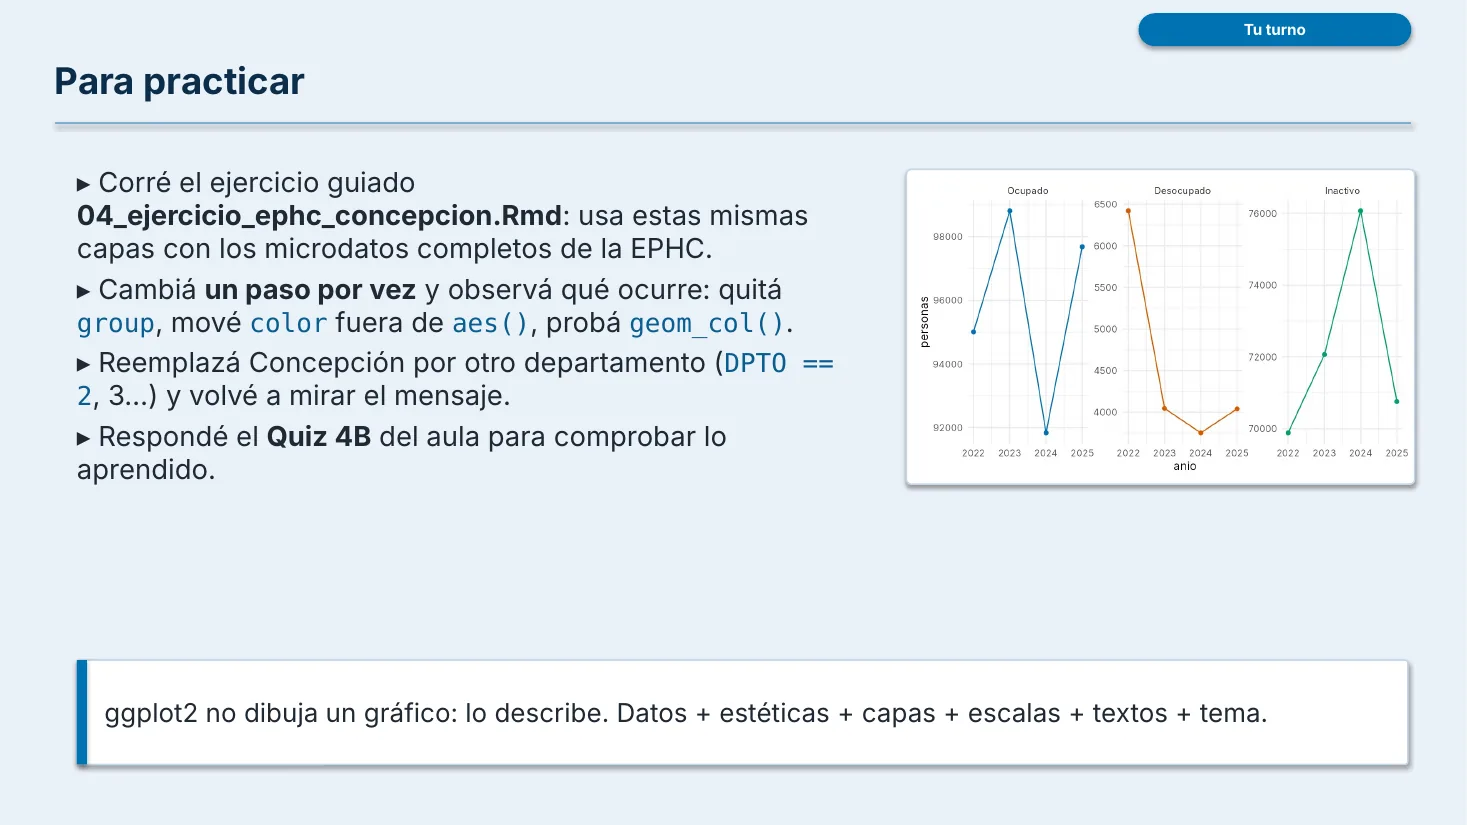 Tu turno
Para practicar
▸ Corré el ejercicio guiado
04_ejercicio_ephc_concepcion.Rmd: usa estas mismas
capas con los microdatos completos de la EPHC.
▸ Cambiá un paso por vez y observá qué ocurre: quitá
group, mové color fuera de aes(), probá geom_col().
▸ Reemplazá Concepción por otro departamento (DPTO ==
2, 3...) y volvé a mirar el mensaje.
▸ Respondé el Quiz 4B del aula para comprobar lo
aprendido.
Ocupado
Desocupado
Inactivo
personas
98000
96000
94000
92000
6500
6000
5500
5000
4500
4000
76000
74000
72000
70000
2022 2023 2024 2025
2022 2023 2024 2025
2022 2023 2024 2025
anio
ggplot2 no dibuja un gráfico: lo describe. Datos + estéticas + capas + escalas + textos + tema.